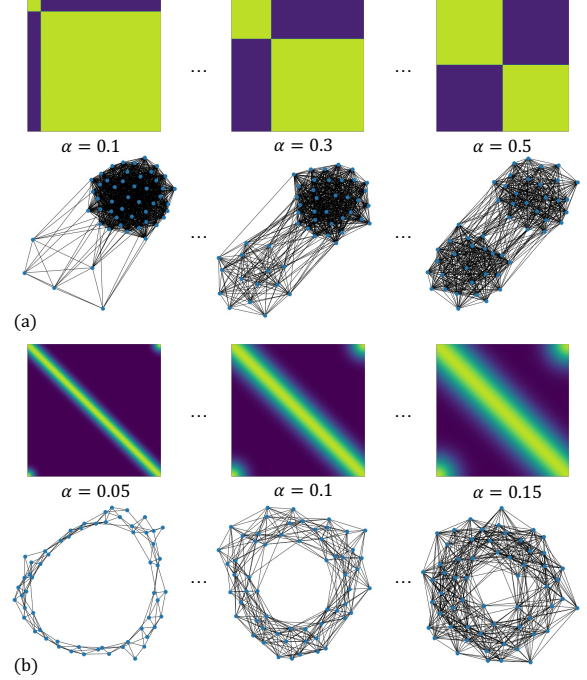 ... ...
α = 0.1 α = 0.3 α = 0.5
... ...
(a)
... ...
α = 0.05 α = 0.1 α = 0.15
... ...
(b)